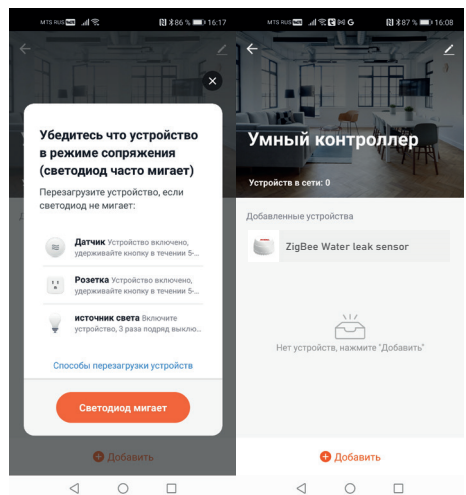 MTS RUS
86 %
16:17
Убедитесь что устройство
в режиме сопряжения
(светодиод часто мигает)
Перезагрузите устройство, если
светодиод не мигает:
Датчик Устройство включено,
удерживайте кнопку в течении 5-...
Розетка Устройство включено,
удерживайте кнопку в течении 5-...
источник света Включите
устройство, 3 раза подряд выклю...
Способы перезагрузки устройств
Светодиод мигает
Добавить
MTS RUS
G
87 %
16:08
Умный контроллер
Устройств в сети: 0
Добавленные устройства
ZigBee Water leak sensor
Нет устройств, нажмите "Добавить"
Добавить